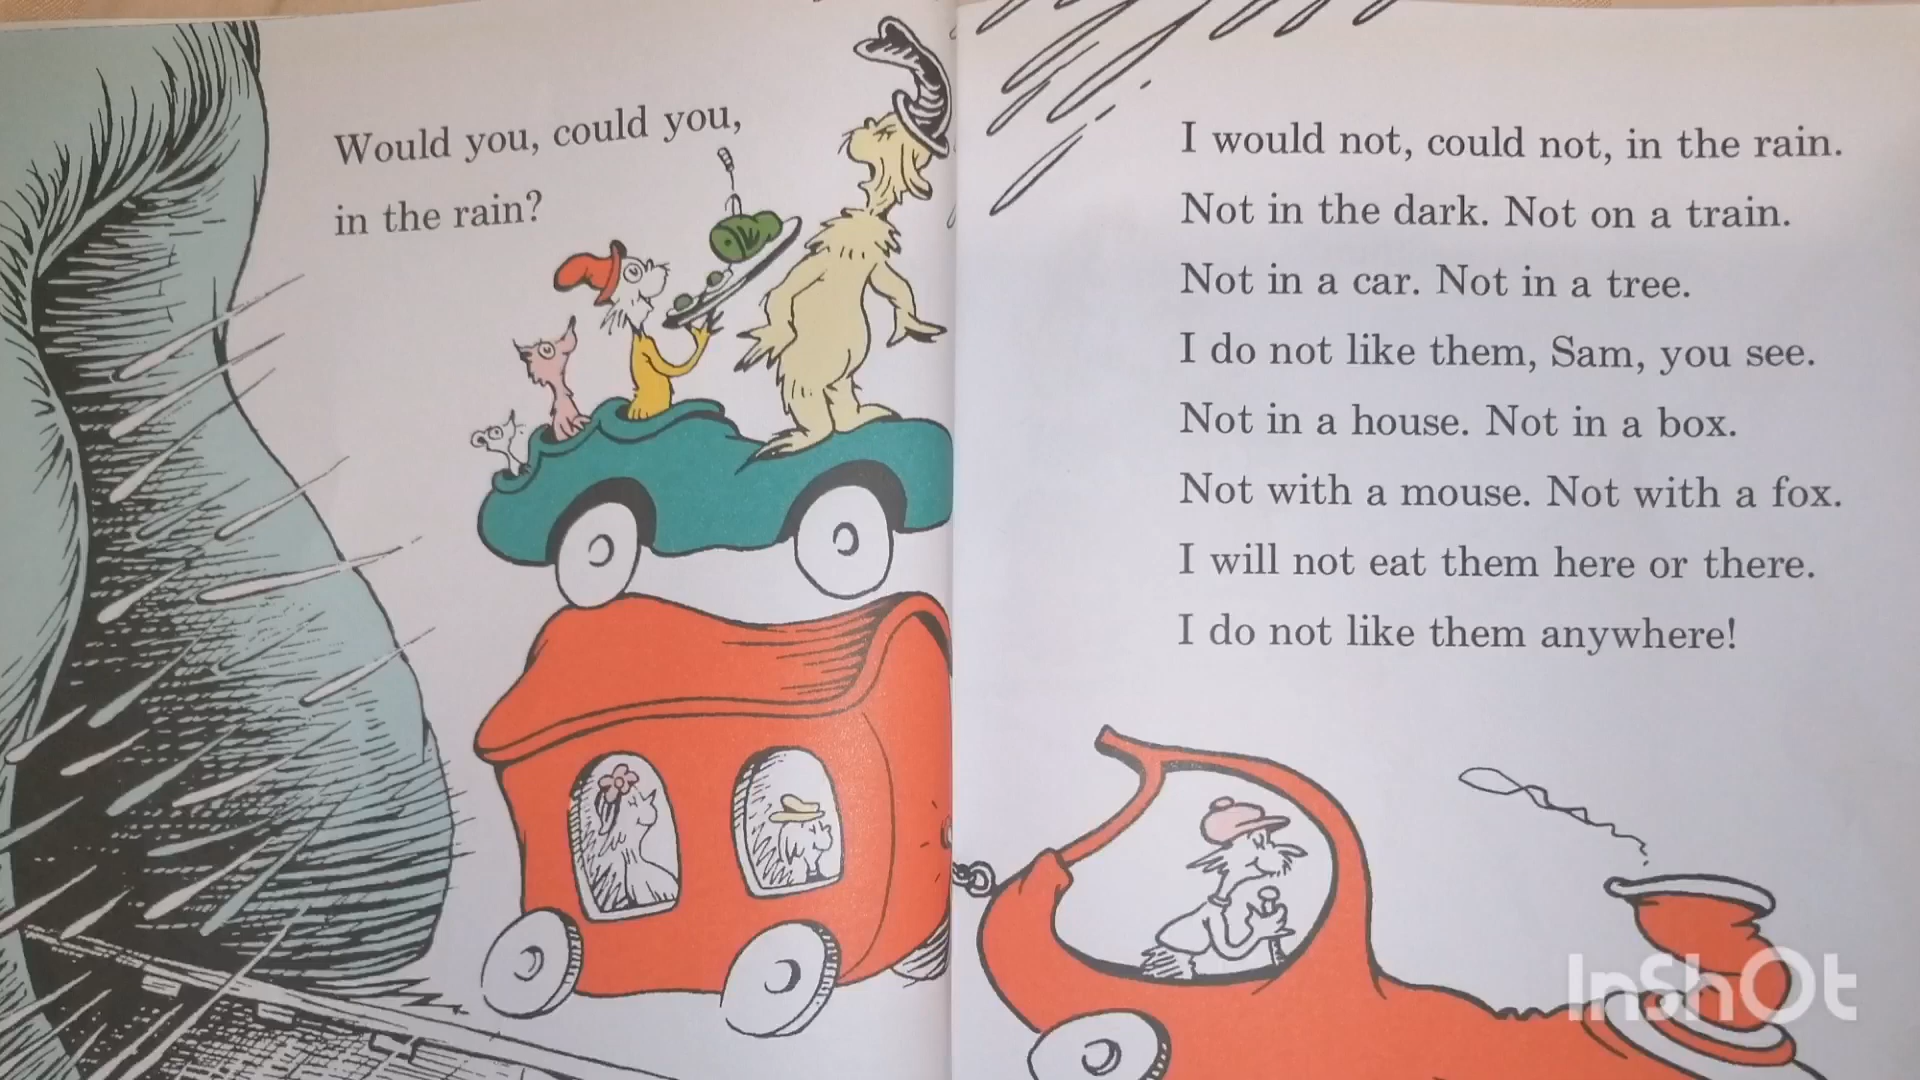 Would you, could you,
in the rain?
I would not, could not, in the rain.
Not in the dark. Not on a train.
Not in a car. Not in a tree.
I do not like them, Sam, you see.
Not in a house. Not in a box.
Not with a mouse. Not with a fox.
I will not eat them here or there.
I do not like them anywhere!
InShOt